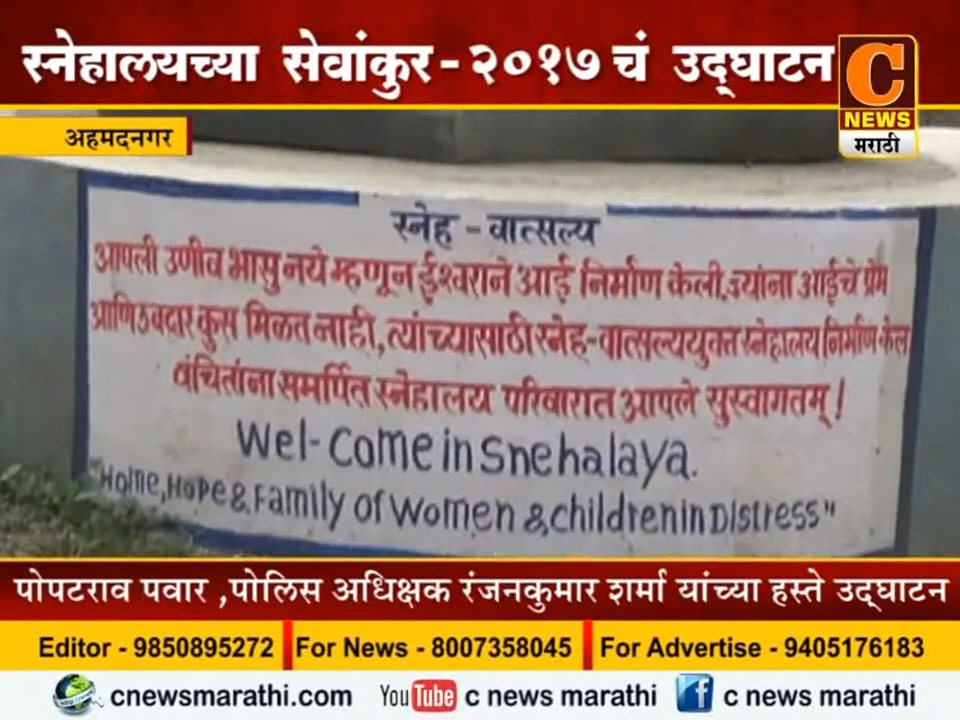 स्नेहालयच्या सेवांकुर - २०१७ चं उद्घाटन
C
NEWS
मराठी
अहमदनगर
स्नेह - वात्सल्य
आपली उणीव भासु नये म्हणून ईश्वराने आई निर्माण केली. ज्यांना आईचे प्रेम
आणि उबदार कुस मिळत नाही, त्यांच्यासाठी स्नेह-वात्सल्ययुक्त स्नेहालय निर्माण केल
वंचितांना समर्पित स्नेहालय परिवारात आपले सुस्वागतम् !
Wel-Come in Snehalaya.
"Home, Hope & Family of Women & children in Distress"
पोपटराव पवार ,पोलिस अधिक्षक रंजनकुमार शर्मा यांच्या हस्ते उद्घाटन
Editor - 9850895272 For News - 8007358045 For Advertise - 9405176183
cnewsmarathi.com YouTube c news marathi f c news marathi